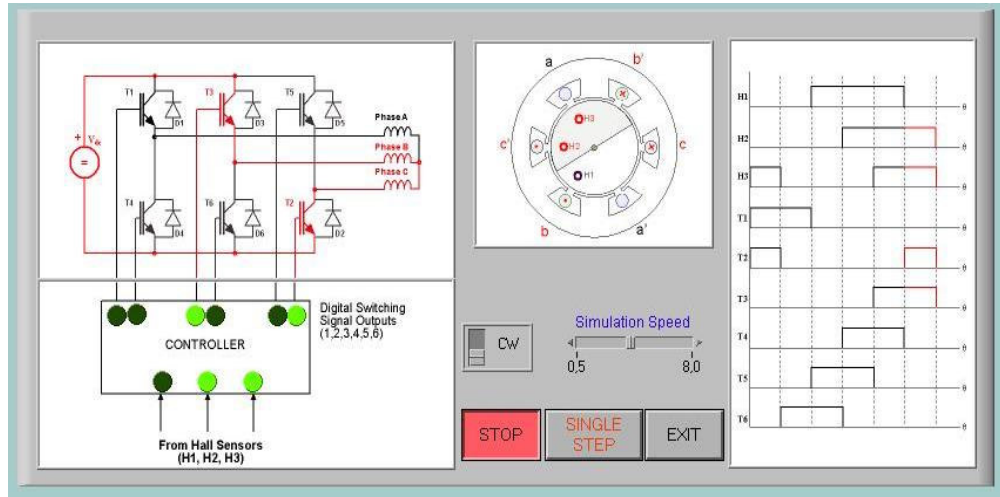 T1
T3
T5
D1
D3
D5
+ Vdc
=
Phase A
Phase B
Phase C
T4
T6
T2
D4
D6
D2
Digital Switching
Signal Outputs
(1,2,3,4,5,6)
CONTROLLER
From Hall Sensors
(H1, H2, H3)
a
b'
H3
c'
H2
c
H1
b
a'
CW
Simulation Speed
0,5
8,0
STOP
SINGLE
STEP
EXIT
H1
θ
H2
θ
H3
θ
T1
θ
T2
θ
T3
θ
T4
θ
T5
θ
T6
θ